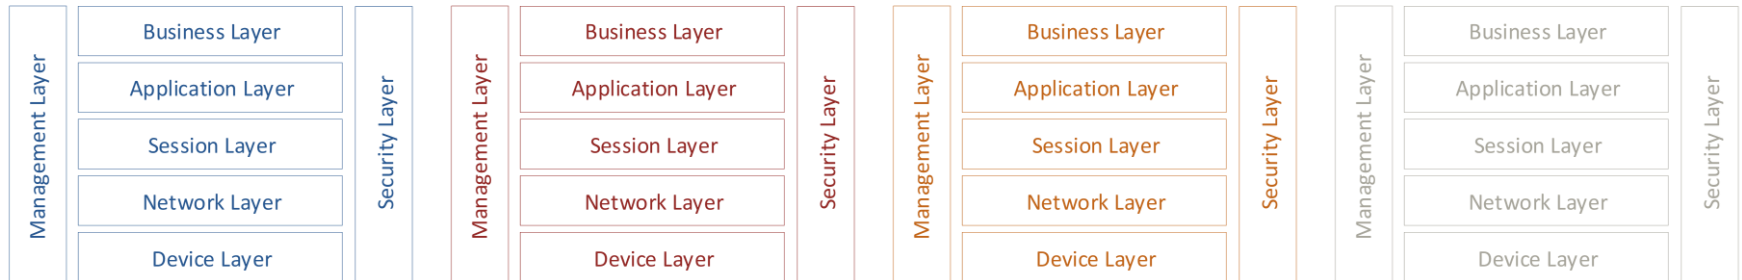 Management Layer
Business Layer
Application Layer
Session Layer
Network Layer
Device Layer
Security Layer
Management Layer
Business Layer
Application Layer
Session Layer
Network Layer
Device Layer
Security Layer
Management Layer
Business Layer
Application Layer
Session Layer
Network Layer
Device Layer
Security Layer
Management Layer
Business Layer
Application Layer
Session Layer
Network Layer
Device Layer
Security Layer